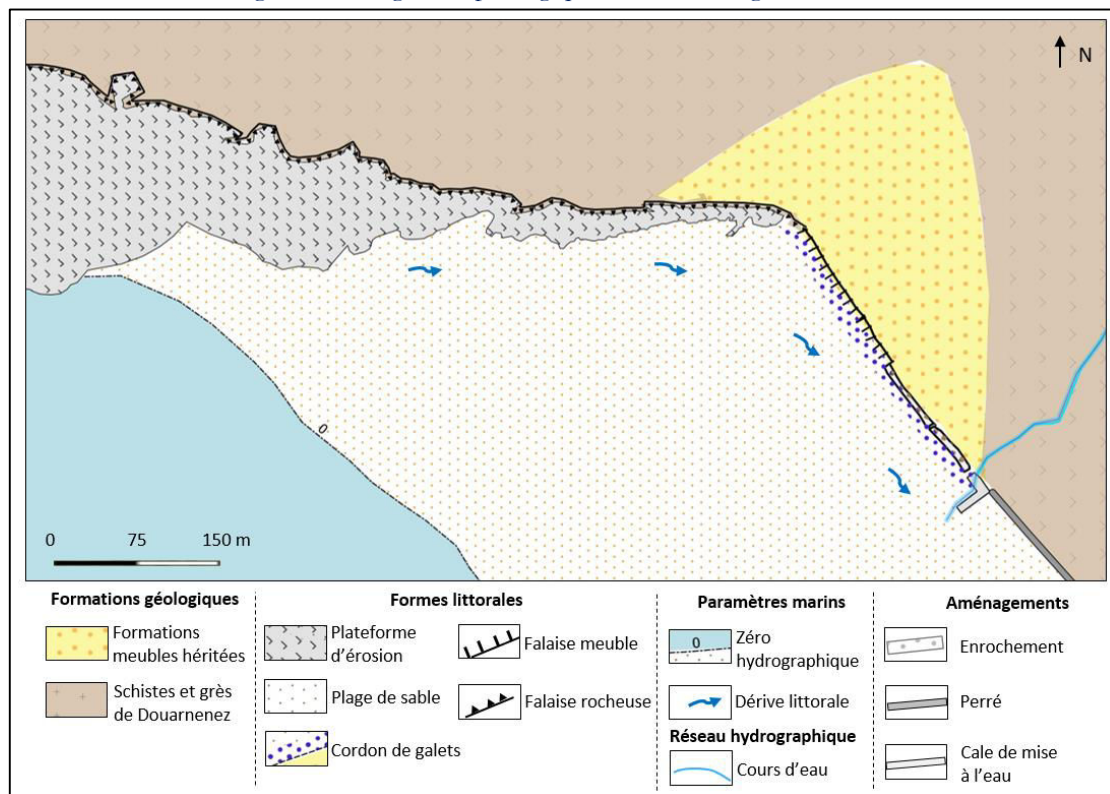 N
0
0 75 150 m
Formations géologiques
Formations
meubles héritées
Schistes et grès
de Douarnenez
Formes littorales
Plateforme
d'érosion
Plage de sable
Cordon de galets
Falaise meuble
Falaise rocheuse
Paramètres marins
0
Zéro
hydrographique
Dérive littorale
Réseau hydrographique
Cours d'eau
Aménagements
Enrochement
Perré
Cale de mise
à l'eau